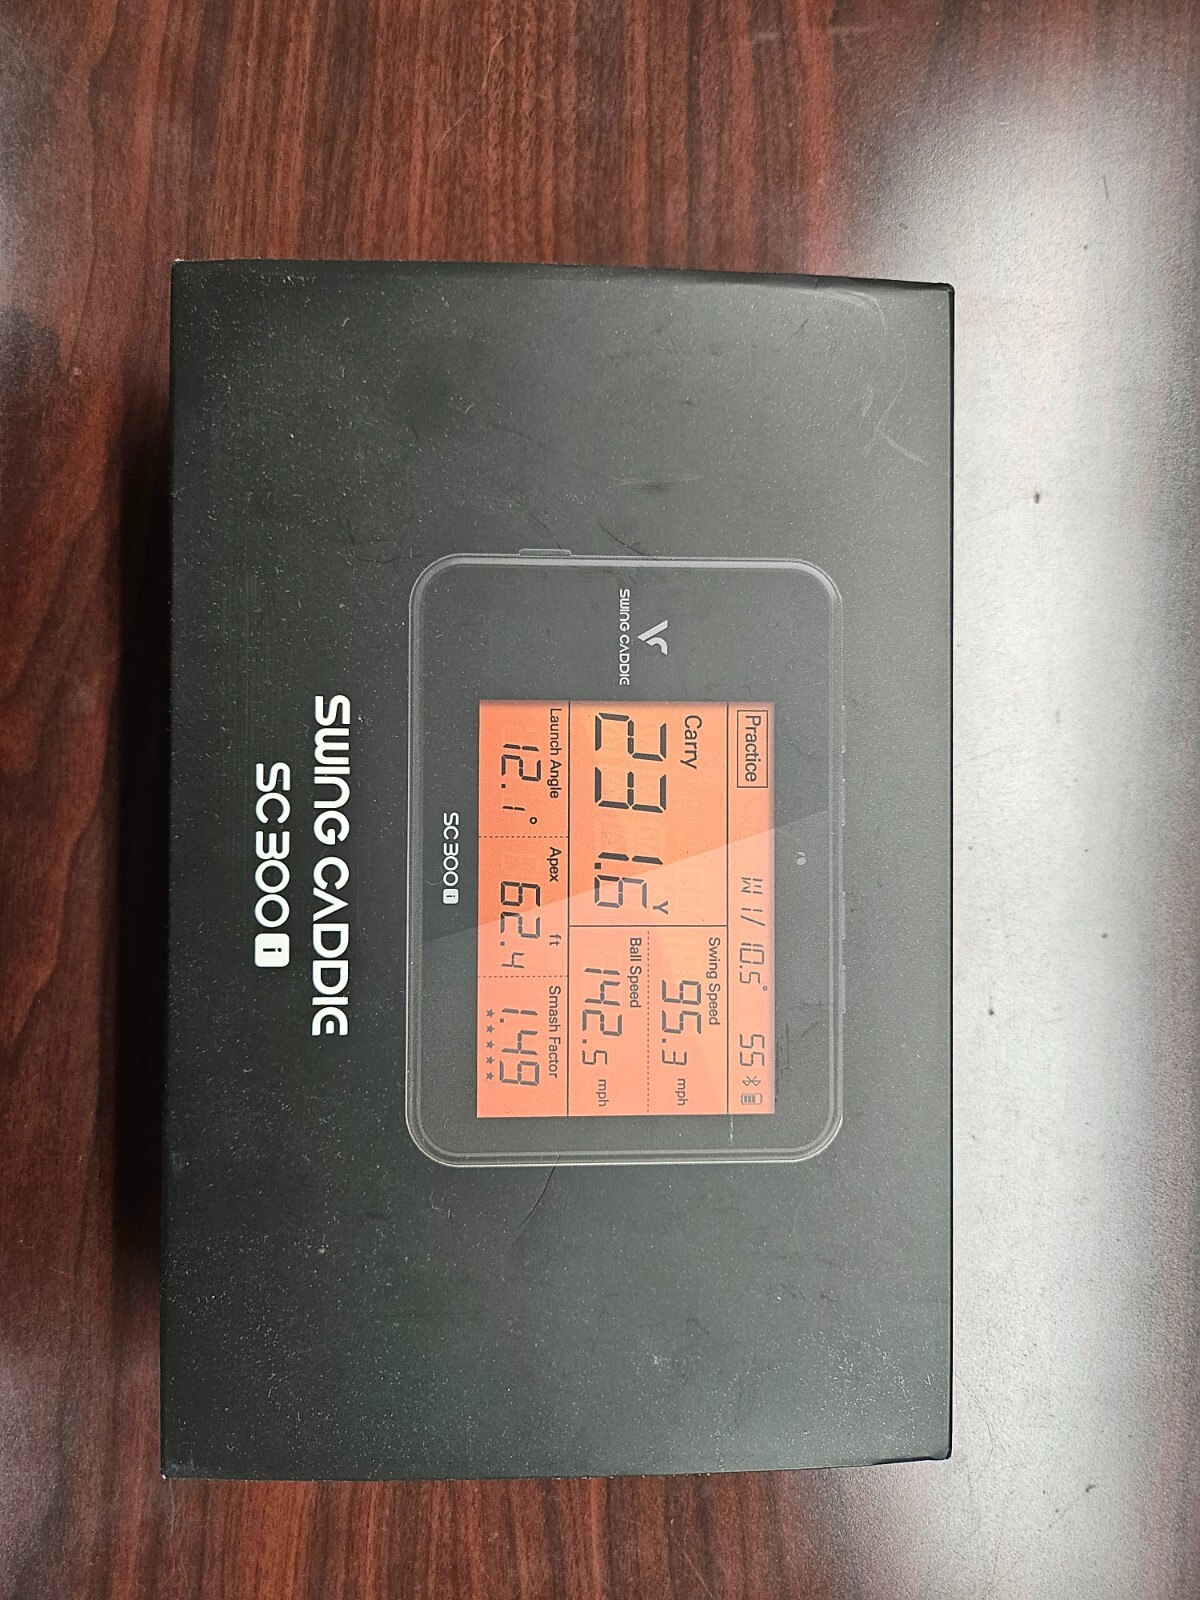 Practice W1/ 10.5° 55
Carry
231.6 Y
Swing Speed
95.3 mph
Ball Speed
142.5 mph
Launch Angle
12.1°
Apex ft
62.4
Smash Factor
1.49
★★★★★
SWING CADDIE
SC300i
SWING CADDIE
SC300i